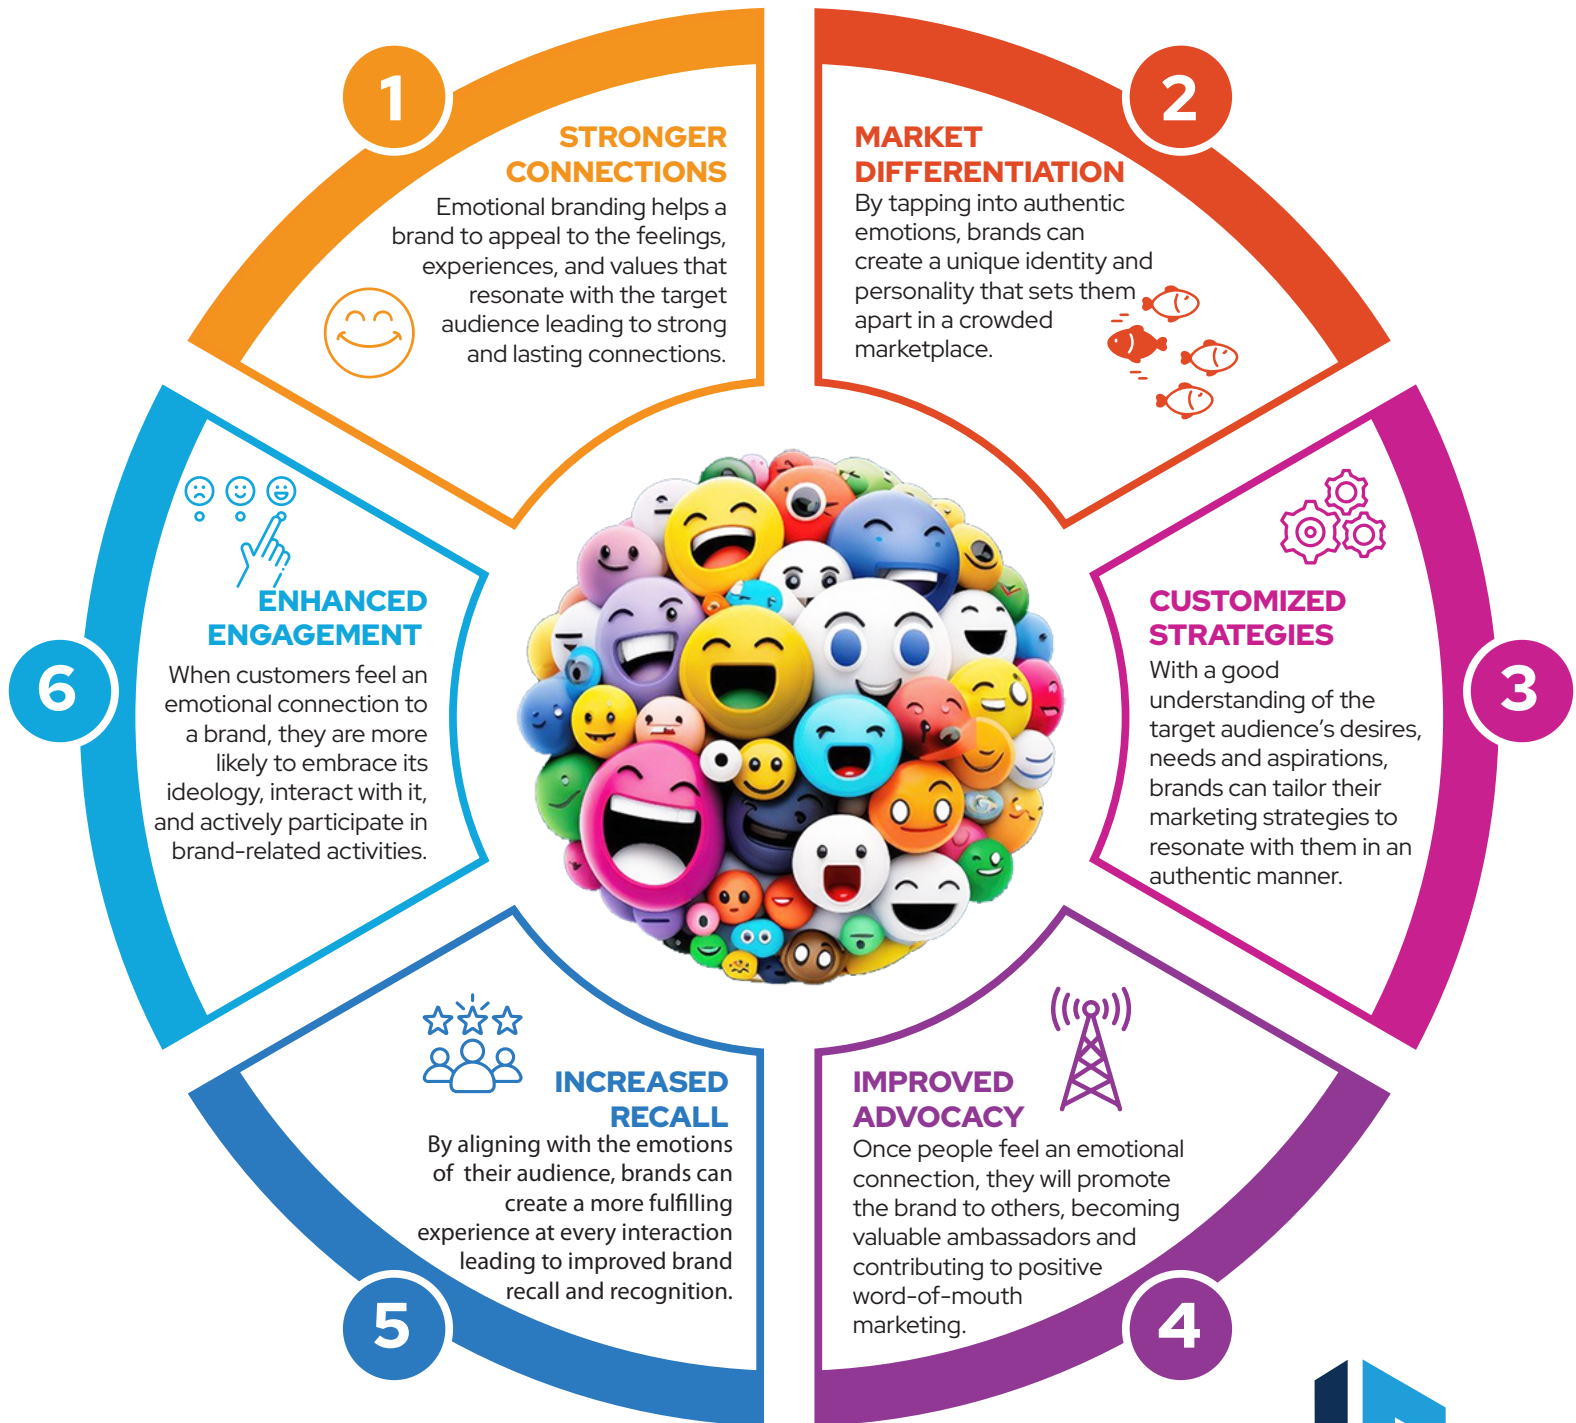 1
STRONGER
CONNECTIONS
Emotional branding helps a
brand to appeal to the feelings,
experiences, and values that
resonate with the target
audience leading to strong
and lasting connections.
2
MARKET
DIFFERENTIATION
By tapping into authentic
emotions, brands can
create a unique identity and
personality that sets them
apart in a crowded
marketplace.
3
CUSTOMIZED
STRATEGIES
With a good
understanding of the
target audience’s desires,
needs and aspirations,
brands can tailor their
marketing strategies to
resonate with them in an
authentic manner.
4
IMPROVED
ADVOCACY
Once people feel an emotional
connection, they will promote
the brand to others, becoming
valuable ambassadors and
contributing to positive
word-of-mouth
marketing.
5
INCREASED
RECALL
By aligning with the emotions
of  their audience, brands can
create a more fulfilling
experience at every interaction
leading to improved brand
recall and recognition.
6
ENHANCED
ENGAGEMENT
When customers feel an
emotional connection to
a brand, they are more
likely to embrace its
ideology, interact with it,
and actively participate in
brand-related activities.